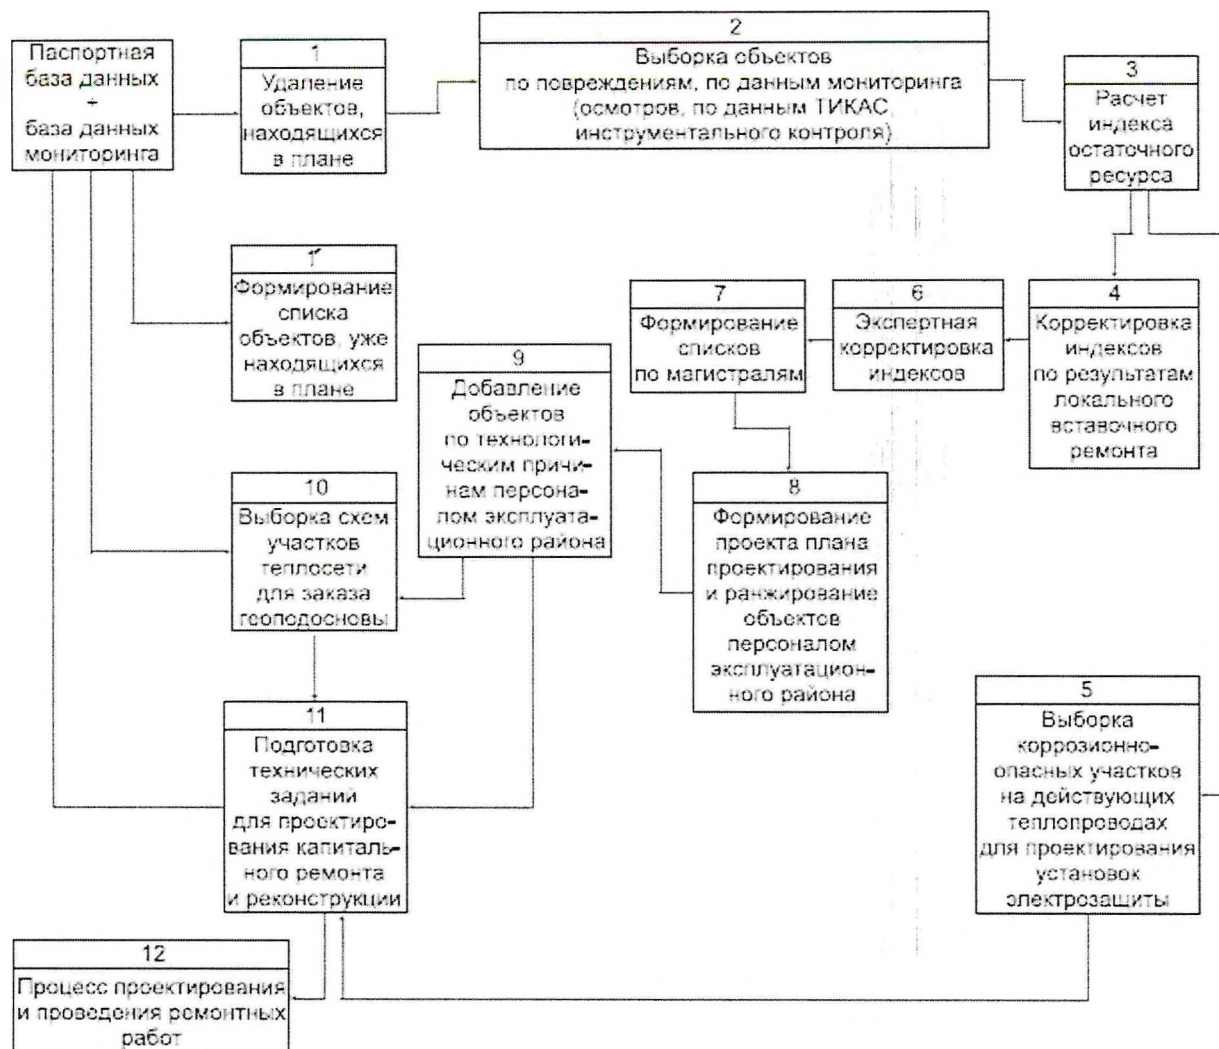 Паспортная
база данных
+
база данных
мониторинга
1
Удаление
объектов,
находящихся
в плане
2
Выборка объектов
по повреждениям, по данным мониторинга
(осмотров, по данным ТИКАС,
инструментального контроля)
3
Расчет
индекса
остаточного
ресурса
1'
Формирование
списка
объектов, уже
находящихся
в плане
9
Добавление
объектов
по технологи-
ческим причи-
нам персона-
лом эксплуата-
ционного района
7
Формирование
списков
по магистралям
6
Экспертная
корректировка
индексов
4
Корректировка
индексов
по результатам
локального
вставочного
ремонта
10
Выборка схем
участков
теплосети
для заказа
геоподосновы
8
Формирование
проекта плана
проектирования
и ранжирование
объектов
персоналом
эксплуатацион-
ного района
11
Подготовка
технических
заданий
для проектиро-
вания капиталь-
ного ремонта
и реконструкции
5
Выборка
коррозионно-
опасных участков
на действующих
теплопроводах
для проектирования
установок
электрозащиты
12
Процесс проектирования
и проведения ремонтных
работ